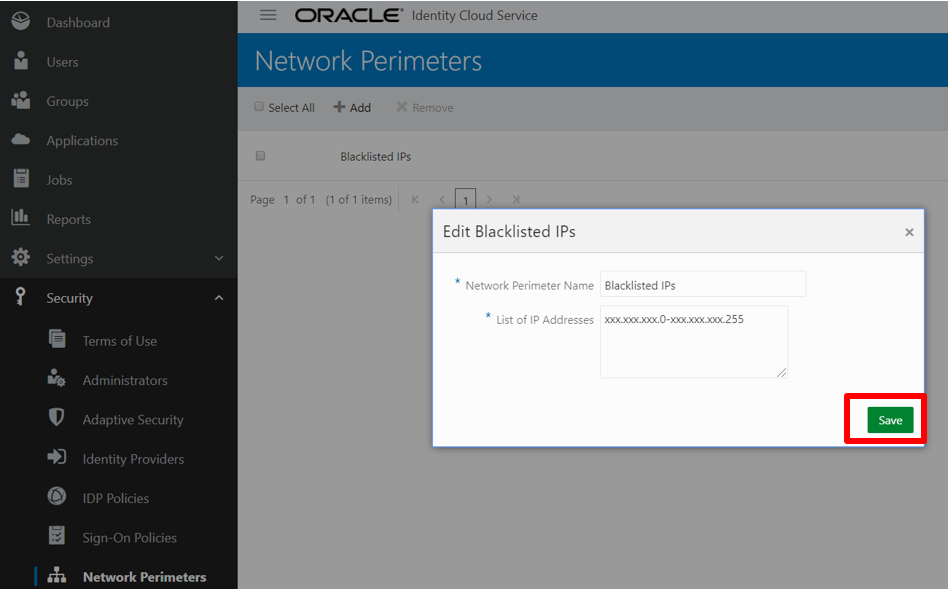 Dashboard
Users
Groups
Applications
Jobs
Reports
Settings
Security
Terms of Use
Administrators
Adaptive Security
Identity Providers
IDP Policies
Sign-On Policies
Network Perimeters
ORACLE® Identity Cloud Service
Network Perimeters
Select All Add Remove
Blacklisted IPs
Page 1 of 1 (1 of 1 items) 1
Edit Blacklisted IPs
* Network Perimeter Name Blacklisted IPs
* List of IP Addresses xxx.xxx.xxx.0-xxx.xxx.xxx.255
Save